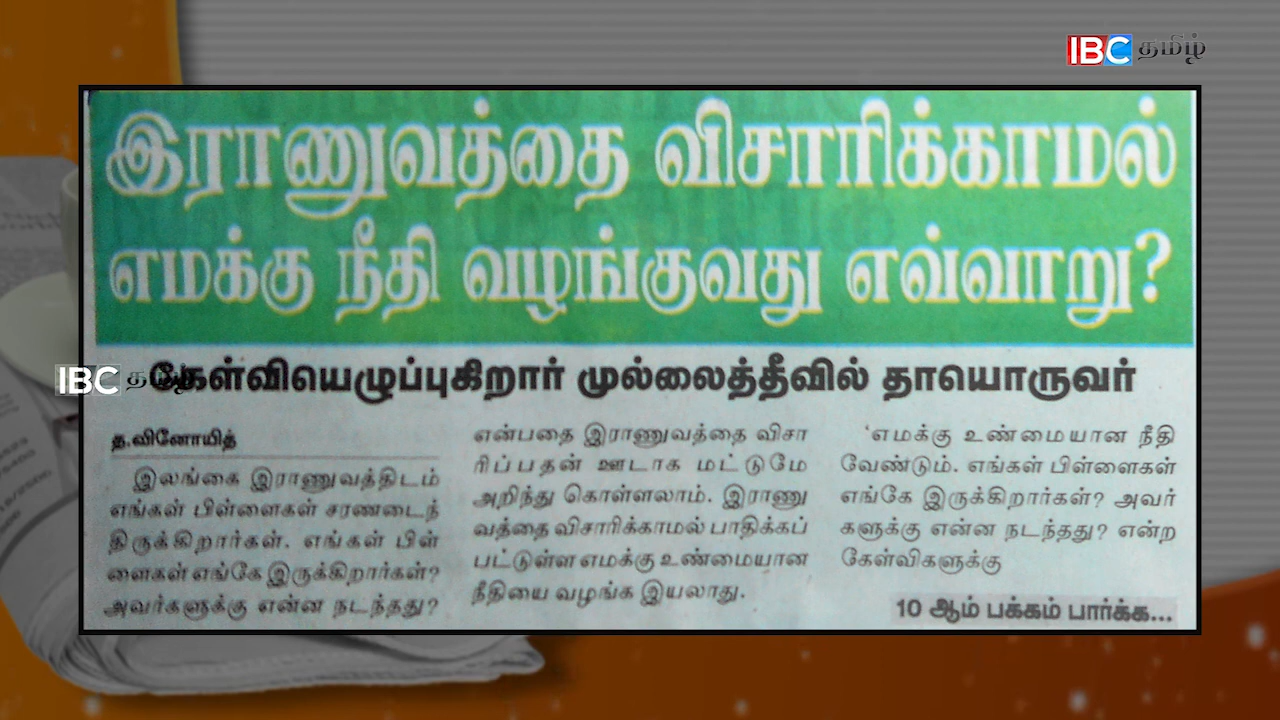 IBC தமிழ்
இராணுவத்தை விசாரிக்காமல்
எமக்கு நீதி வழங்குவது எவ்வாறு?
IBC தமிழ்
கேள்வியெழுப்புகிறார் முல்லைத்தீவில் தாயொருவர்
த.வினோயித்
இலங்கை இராணுவத்திடம்
எங்கள் பிள்ளைகள் சரணடைந்
திருக்கிறார்கள். எங்கள் பிள்
ளைகள் எங்கே இருக்கிறார்கள்?
அவர்களுக்கு என்ன நடந்தது?
என்பதை இராணுவத்தை விசா
ரிப்பதன் ஊடாக மட்டுமே
அறிந்து கொள்ளலாம். இராணு
வத்தை விசாரிக்காமல் பாதிக்கப்
பட்டுள்ள எமக்கு உண்மையான
நீதியை வழங்க இயலாது.
'எமக்கு உண்மையான நீதி
வேண்டும். எங்கள் பிள்ளைகள்
எங்கே இருக்கிறார்கள்? அவர்
களுக்கு என்ன நடந்தது? என்ற
கேள்விகளுக்கு
10 ஆம் பக்கம் பார்க்க...